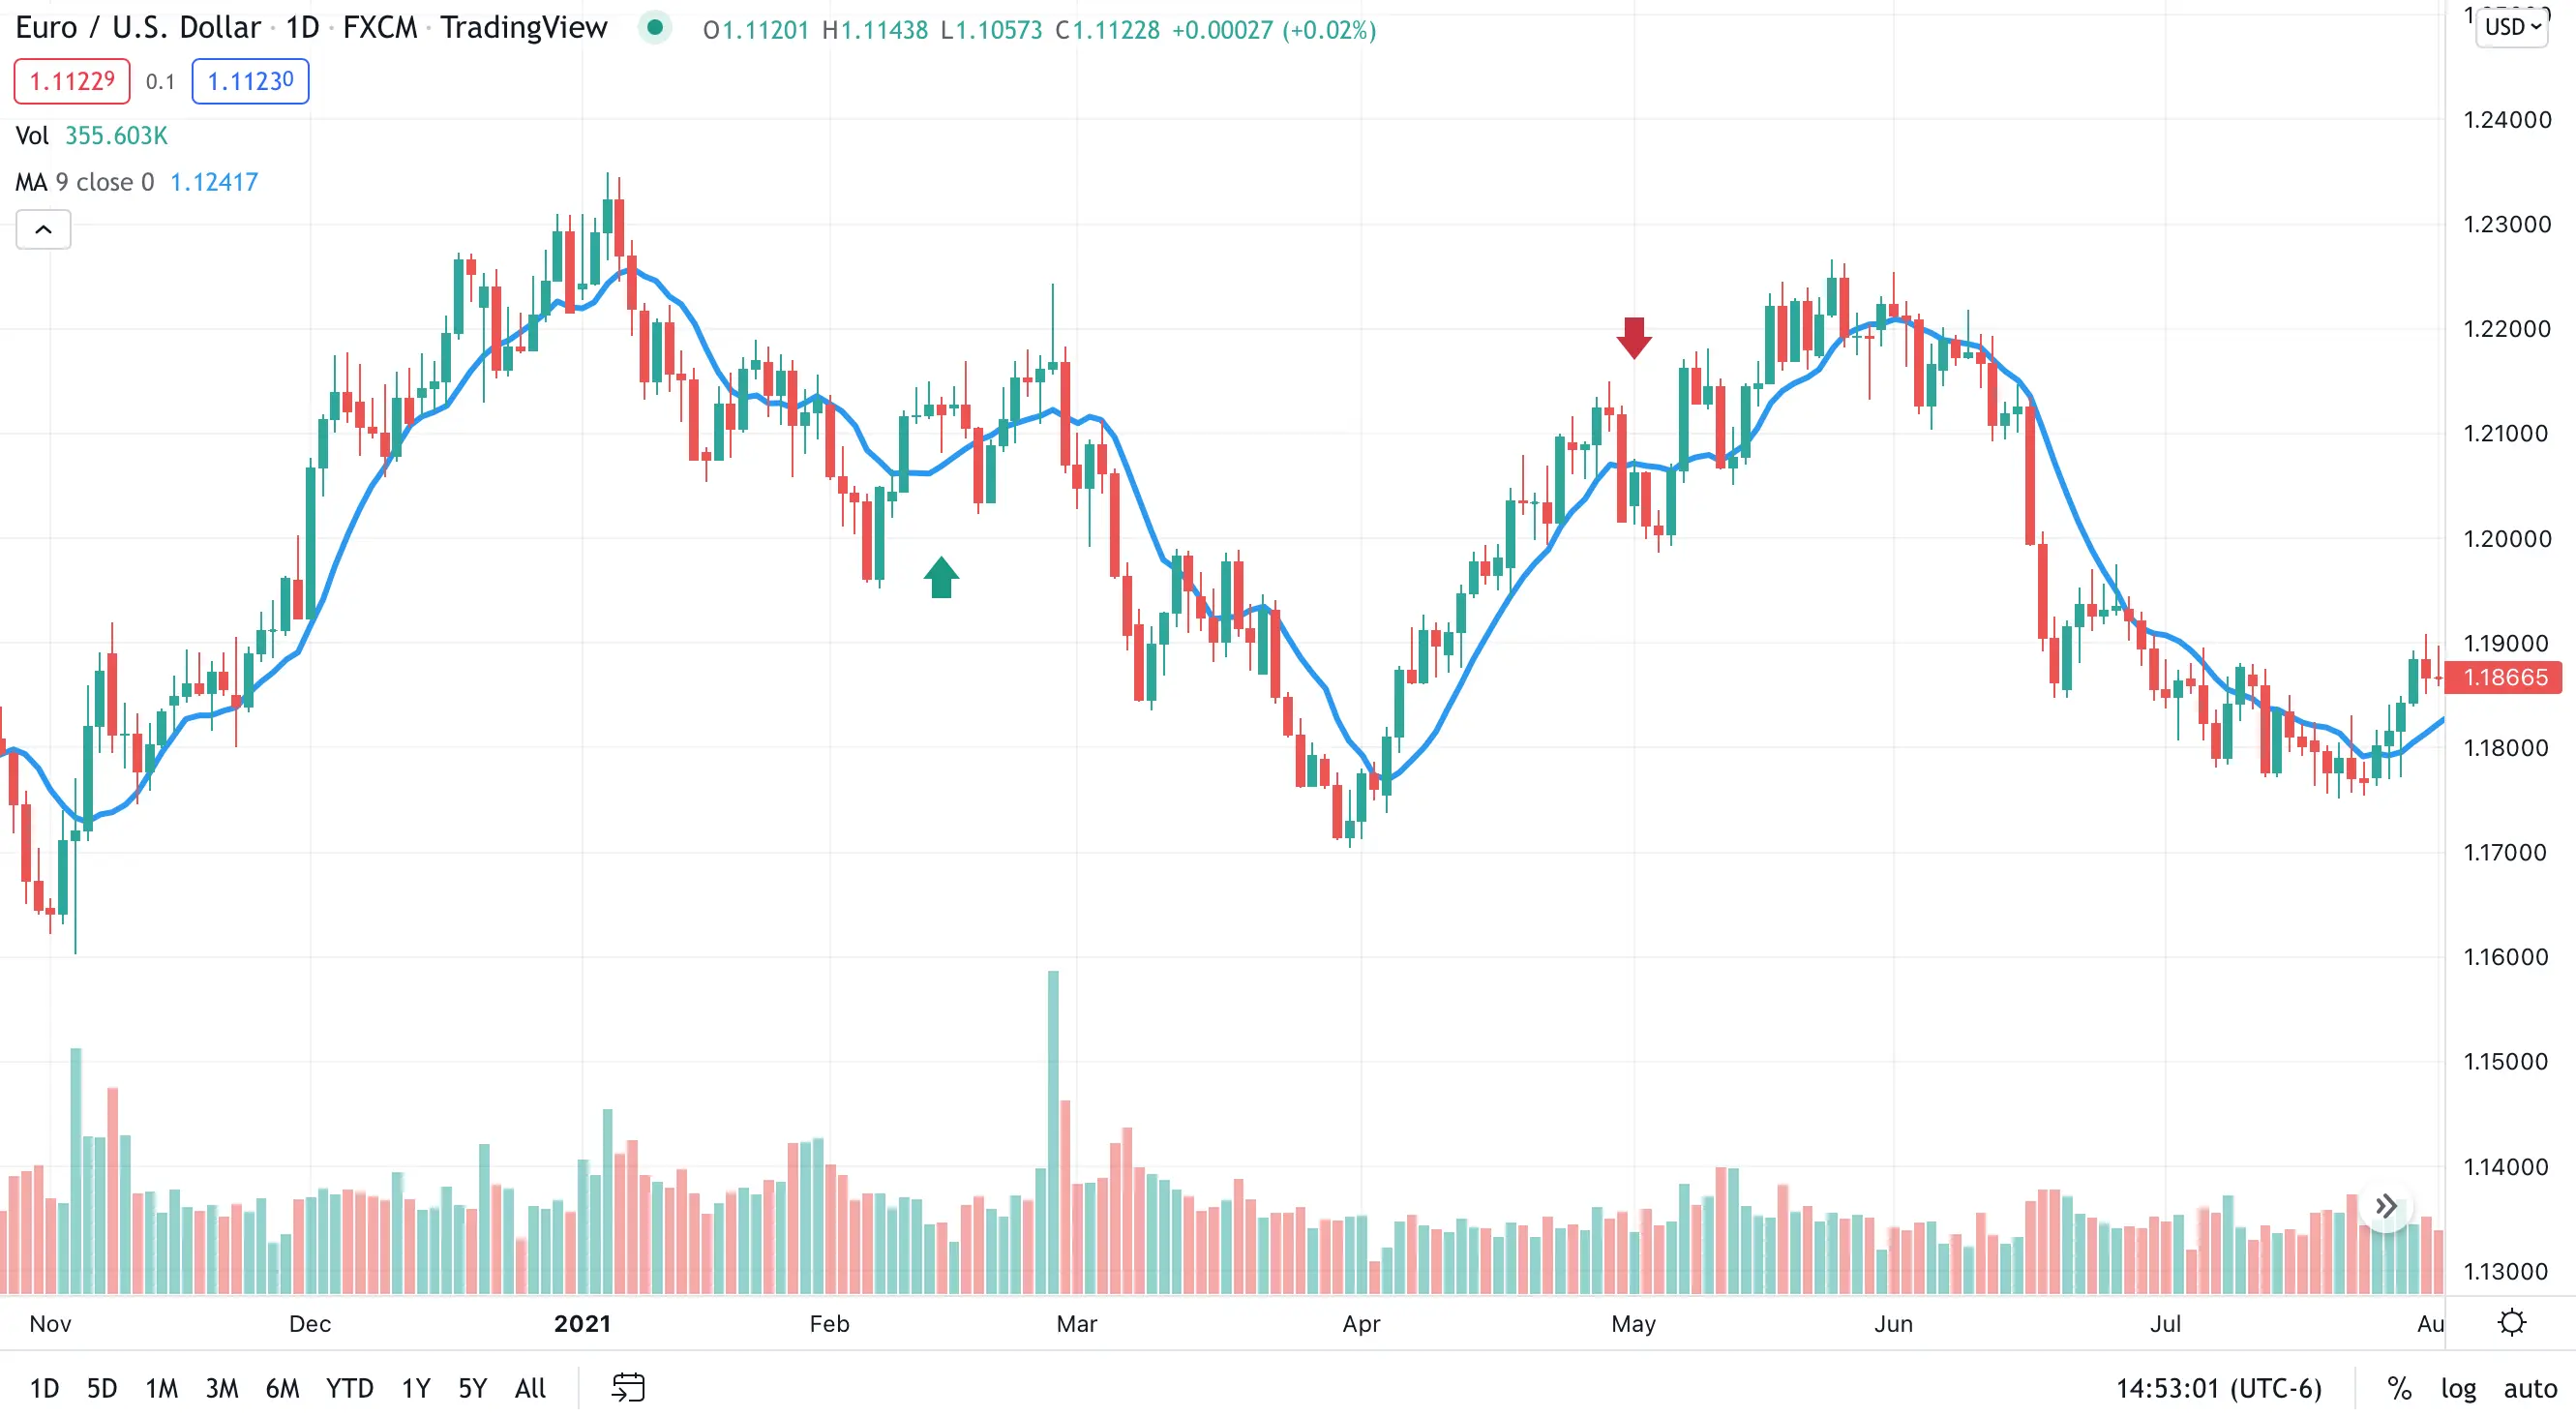 Euro / U.S. Dollar · 1D · FXCM · TradingView O1.11201 H1.11438 L1.10573 C1.11228 +0.00027 (+0.02%)
USD
1.11229 0.1 1.11230
Vol 355.603K
MA 9 close 0 1.12417
1.24000
1.23000
1.22000
1.21000
1.20000
1.19000
1.18665
1.18000
1.17000
1.16000
1.15000
1.14000
1.13000
Nov Dec 2021 Feb Mar Apr May Jun Jul Au
1D 5D 1M 3M 6M YTD 1Y 5Y All 14:53:01 (UTC-6) % log auto